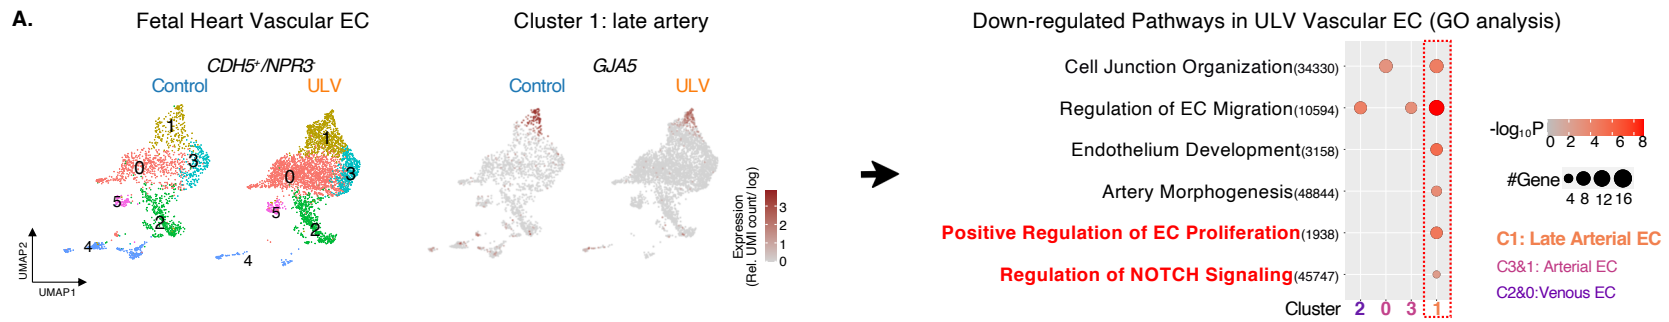 A.
Fetal Heart Vascular EC
CDH5+/NPR3-
Control
ULV
1
0
3
5
2
4
1
0
3
5
2
4
UMAP2
UMAP1
Cluster 1: late artery
GJA5
Control
ULV
Expression
(Rel. UMI count/ log)
3
2
1
0
Down-regulated Pathways in ULV Vascular EC (GO analysis)
Cell Junction Organization(34330)
Regulation of EC Migration(10594)
Endothelium Development(3158)
Artery Morphogenesis(48844)
Positive Regulation of EC Proliferation(1938)
Regulation of NOTCH Signaling(45747)
Cluster 2 0 3 1
-log10P
0 2 4 6 8
#Gene
4 8 12 16
C1: Late Arterial EC
C3&1: Arterial EC
C2&0:Venous EC